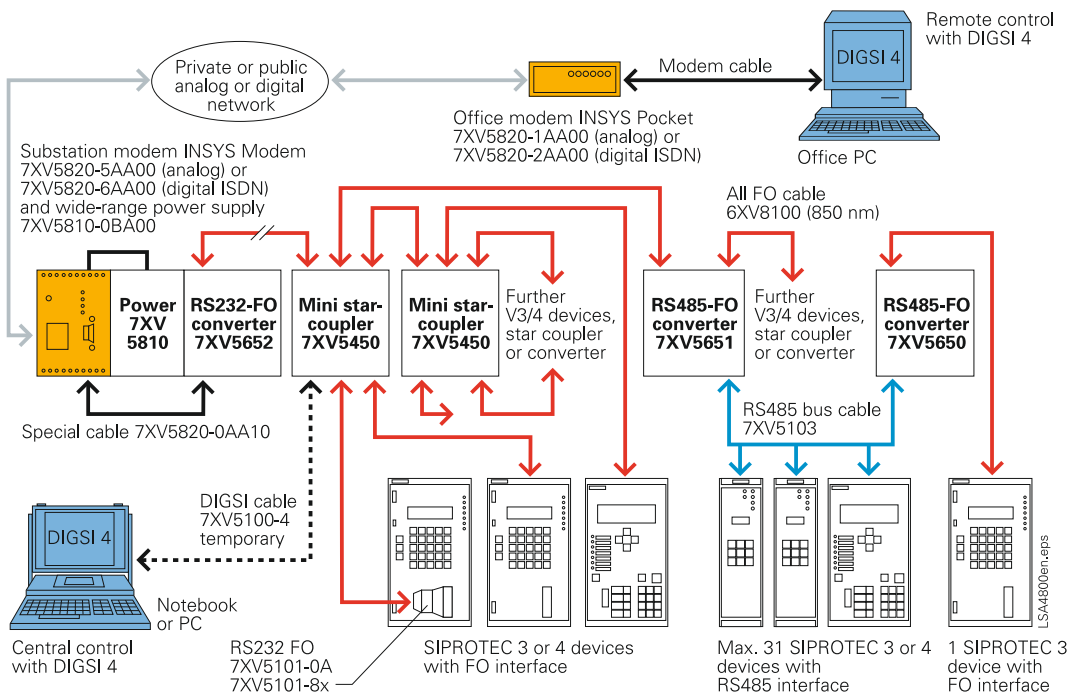 Remote control
with DIGSI 4
DIGSI 4
Private or public
analog or digital
network
Modem cable
Office modem INSYS Pocket
7XV5820-1AA00 (analog) or
7XV5820-2AA00 (digital ISDN)
Office PC
Substation modem INSYS Modem
7XV5820-5AA00 (analog) or
7XV5820-6AA00 (digital ISDN)
and wide-range power supply
7XV5810-0BA00
All FO cable
6XV8100 (850 nm)
Power
7XV
5810
RS232-FO
converter
7XV5652
Mini star-
coupler
7XV5450
Mini star-
coupler
7XV5450
Further
V3/4 devices,
star coupler
or converter
RS485-FO
converter
7XV5651
Further
V3/4 devices,
star coupler
or converter
RS485-FO
converter
7XV5650
Special cable 7XV5820-0AA10
RS485 bus cable
7XV5103
DIGSI cable
7XV5100-4
temporary
DIGSI 4
Notebook
or PC
Central control
with DIGSI 4
RS232 FO
7XV5101-0A
7XV5101-8x
SIPROTEC 3 or 4 devices
with FO interface
Max. 31 SIPROTEC 3 or 4
devices with
RS485 interface
1 SIPROTEC 3
device with
FO interface
LSA4800en.eps